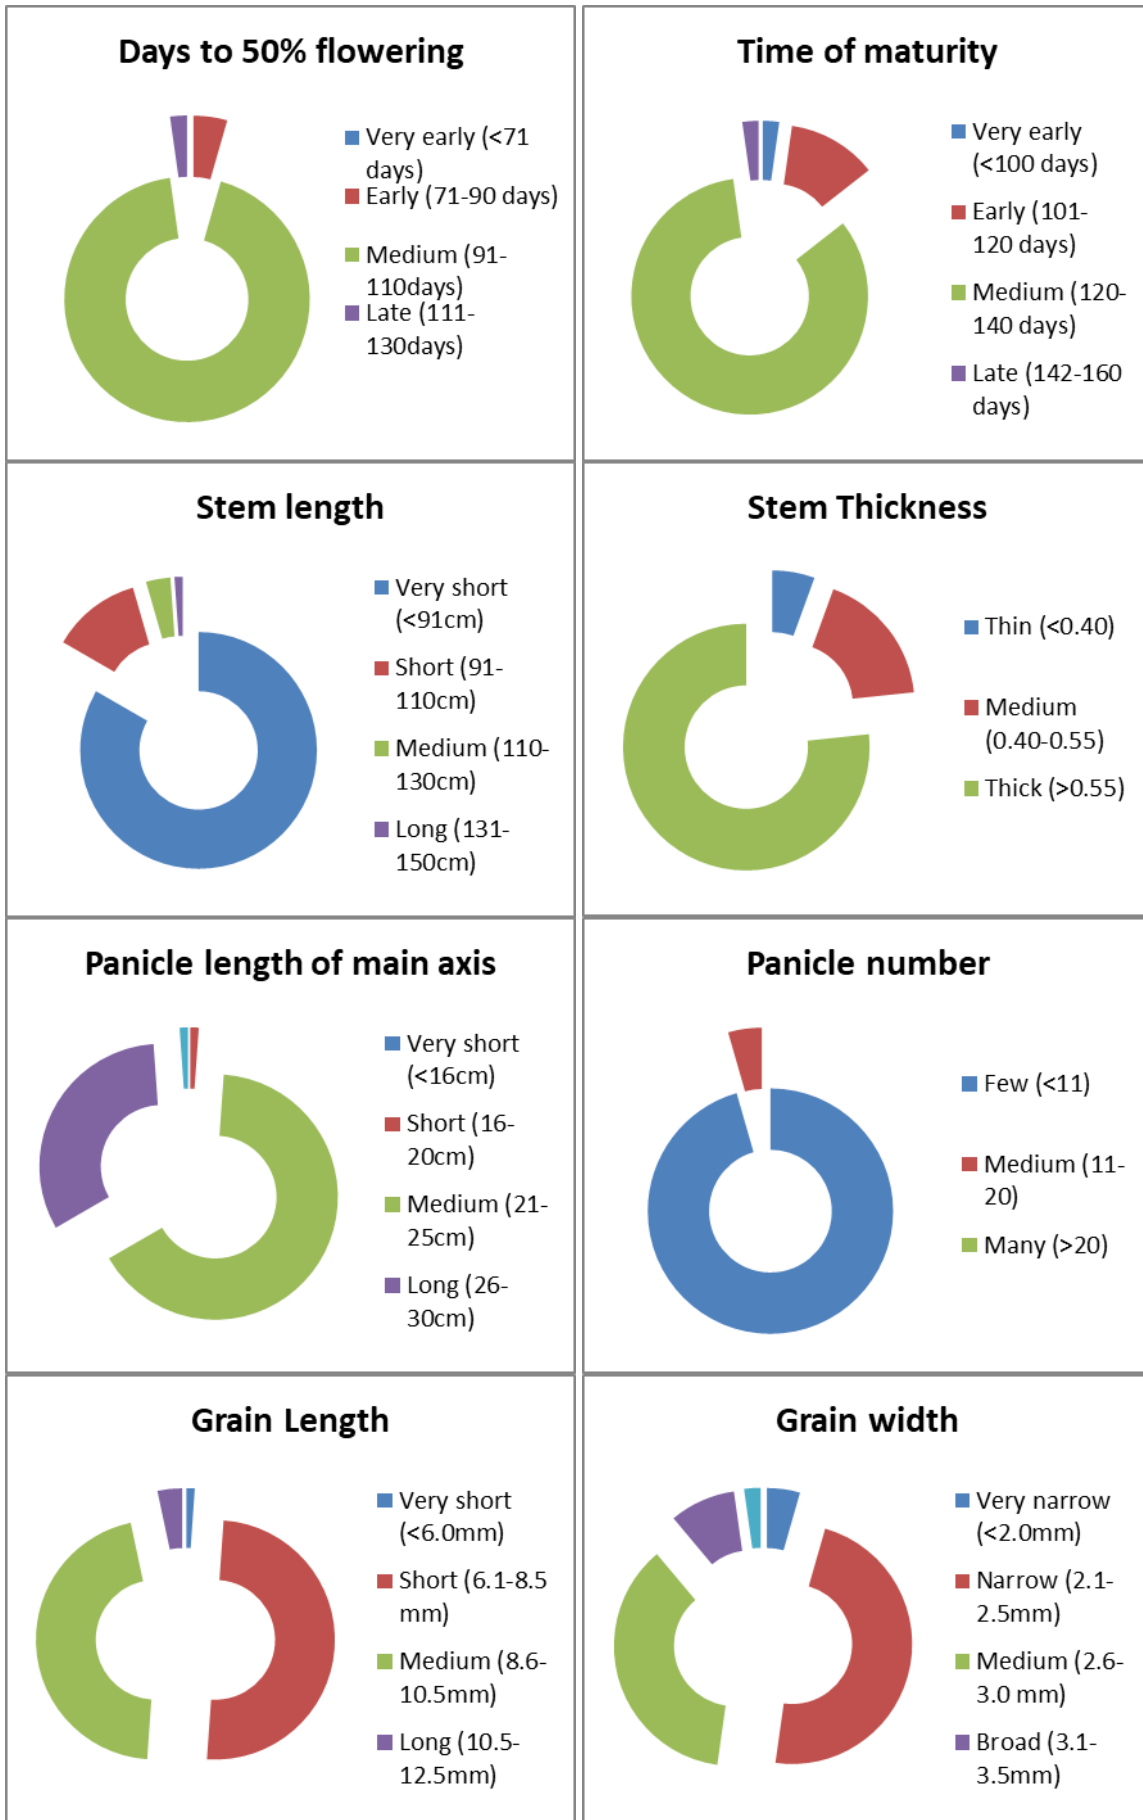 Days to 50% flowering
Very early (<71
days)
Early (71-90 days)
Medium (91-
110days)
Late (111-
130days)
Time of maturity
Very early
(<100 days)
Early (101-
120 days)
Medium (120-
140 days)
Late (142-160
days)
Stem length
Very short
(<91cm)
Short (91-
110cm)
Medium (110-
130cm)
Long (131-
150cm)
Stem Thickness
Thin (<0.40)
Medium
(0.40-0.55)
Thick (>0.55)
Panicle length of main axis
Very short
(<16cm)
Short (16-
20cm)
Medium (21-
25cm)
Long (26-
30cm)
Panicle number
Few (<11)
Medium (11-
20)
Many (>20)
Grain Length
Very short
(<6.0mm)
Short (6.1-8.5
mm)
Medium (8.6-
10.5mm)
Long (10.5-
12.5mm)
Grain width
Very narrow
(<2.0mm)
Narrow (2.1-
2.5mm)
Medium (2.6-
3.0 mm)
Broad (3.1-
3.5mm)